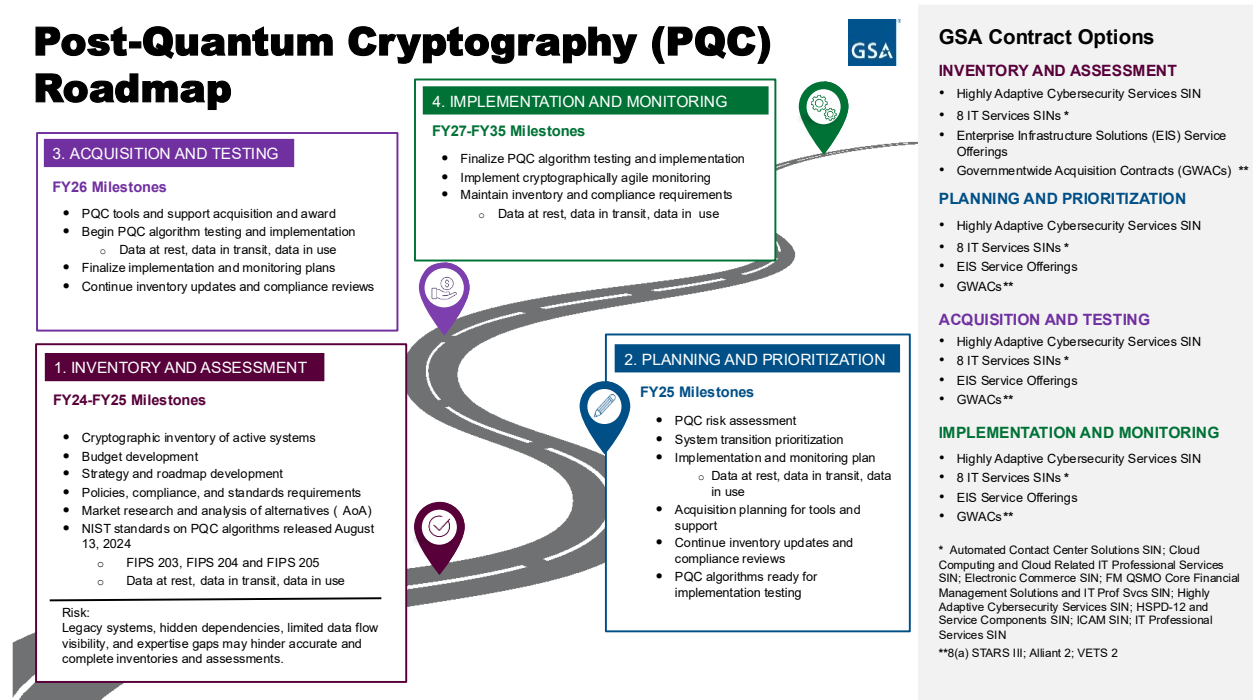 Post-Quantum Cryptography (PQC)
Roadmap
GSA
3. ACQUISITION AND TESTING
FY26 Milestones
• PQC tools and support acquisition and award
• Begin PQC algorithm testing and implementation
○ Data at rest, data in transit, data in use
• Finalize implementation and monitoring plans
• Continue inventory updates and compliance reviews
4. IMPLEMENTATION AND MONITORING
FY27-FY35 Milestones
• Finalize PQC algorithm testing and implementation
• Implement cryptographically agile monitoring
• Maintain inventory and compliance requirements
○ Data at rest, data in transit, data in use
1. INVENTORY AND ASSESSMENT
FY24-FY25 Milestones
• Cryptographic inventory of active systems
• Budget development
• Strategy and roadmap development
• Policies, compliance, and standards requirements
• Market research and analysis of alternatives ( AoA)
• NIST standards on PQC algorithms released August
13, 2024
○ FIPS 203, FIPS 204 and FIPS 205
○ Data at rest, data in transit, data in use
Risk:
Legacy systems, hidden dependencies, limited data flow
visibility, and expertise gaps may hinder accurate and
complete inventories and assessments.
2. PLANNING AND PRIORITIZATION
FY25 Milestones
• PQC risk assessment
• System transition prioritization
• Implementation and monitoring plan
○ Data at rest, data in transit, data
in use
• Acquisition planning for tools and
support
• Continue inventory updates and
compliance reviews
• PQC algorithms ready for
implementation testing
GSA Contract Options
INVENTORY AND ASSESSMENT
• Highly Adaptive Cybersecurity Services SIN
• 8 IT Services SINs *
• Enterprise Infrastructure Solutions (EIS) Service
Offerings
• Governmentwide Acquisition Contracts (GWACs) **
PLANNING AND PRIORITIZATION
• Highly Adaptive Cybersecurity Services SIN
• 8 IT Services SINs *
• EIS Service Offerings
• GWACs**
ACQUISITION AND TESTING
• Highly Adaptive Cybersecurity Services SIN
• 8 IT Services SINs *
• EIS Service Offerings
• GWACs**
IMPLEMENTATION AND MONITORING
• Highly Adaptive Cybersecurity Services SIN
• 8 IT Services SINs *
• EIS Service Offerings
• GWACs**
* Automated Contact Center Solutions SIN; Cloud
Computing and Cloud Related IT Professional Services
SIN; Electronic Commerce SIN; FM QSMO Core Financial
Management Solutions and IT Prof Svcs SIN; Highly
Adaptive Cybersecurity Services SIN; HSPD-12 and
Service Components SIN; ICAM SIN; IT Professional
Services SIN
**8(a) STARS III; Alliant 2; VETS 2